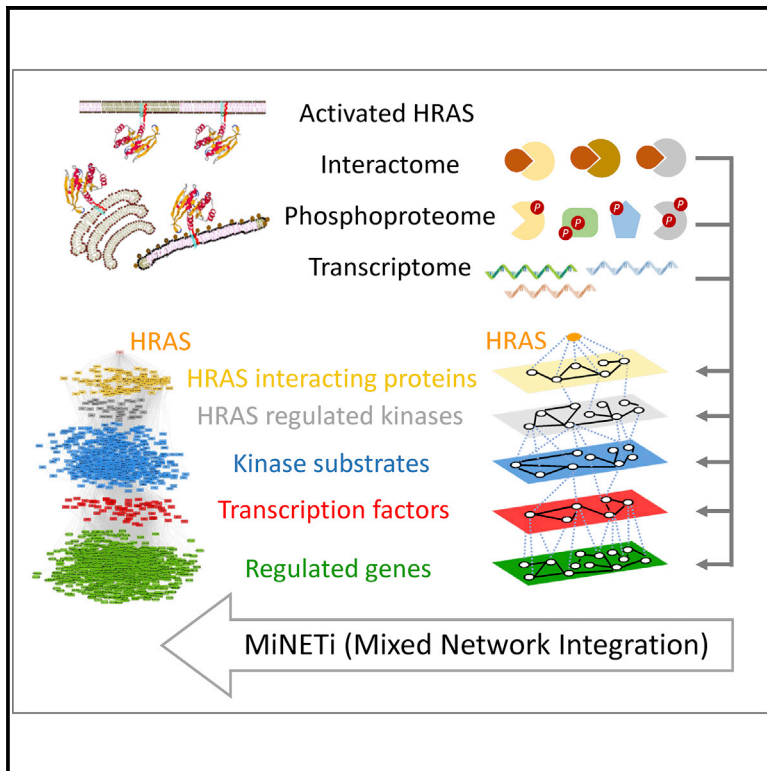 Activated HRAS
Interactome
Phosphoproteome
P P P P
P P
Transcriptome
HRAS
HRAS
HRAS interacting proteins
HRAS regulated kinases
Kinase substrates
Transcription factors
Regulated genes
MiNETi (Mixed Network Integration)